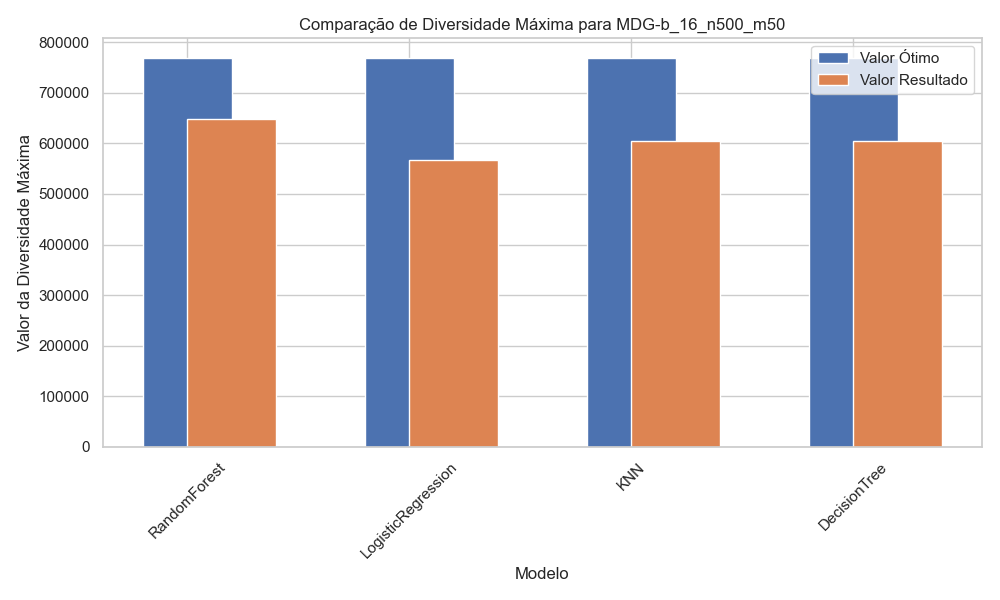 Comparação de Diversidade Máxima para MDG-b_16_n500_m50
Valor Ótimo
Valor Resultado
Valor da Diversidade Máxima
800000
700000
600000
500000
400000
300000
200000
100000
0
RandomForest
LogisticRegression
KNN
DecisionTree
Modelo